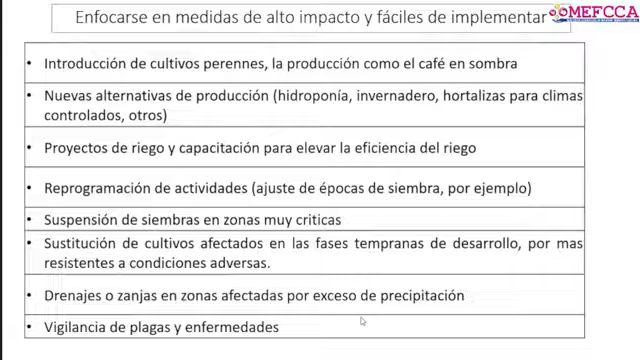 Enfocarse en medidas de alto impacto y fáciles de implementar
MEFCCA
• Introducción de cultivos perennes, la producción como el café en sombra
• Nuevas alternativas de producción (hidroponía, invernadero, hortalizas para climas
controlados, otros)
• Proyectos de riego y capacitación para elevar la eficiencia del riego
• Reprogramación de actividades (ajuste de épocas de siembra, por ejemplo)
• Suspensión de siembras en zonas muy criticas
• Sustitución de cultivos afectados en las fases tempranas de desarrollo, por mas
resistentes a condiciones adversas.
• Drenajes o zanjas en zonas afectadas por exceso de precipitación
• Vigilancia de plagas y enfermedades